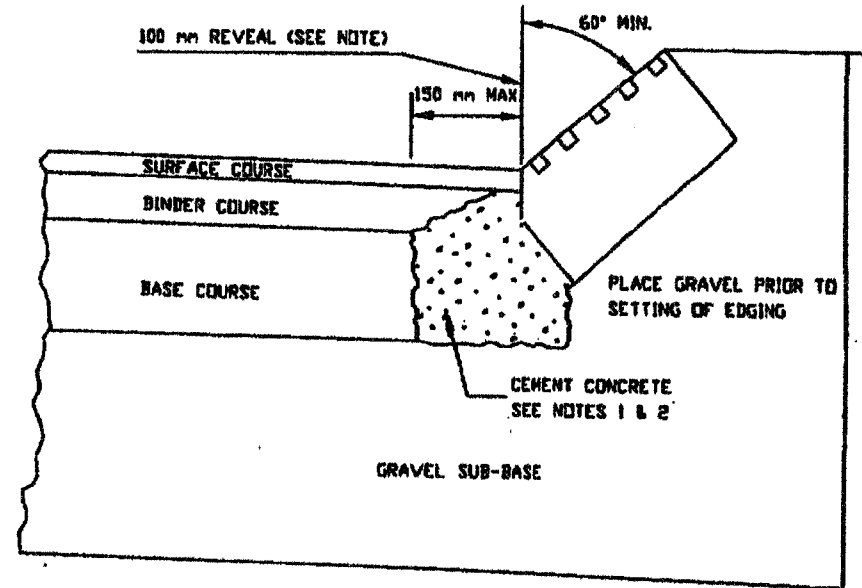 60° MIN.
100 mm REVEAL (SEE NOTE)
150 mm MAX
SURFACE COURSE
BINDER COURSE
BASE COURSE
PLACE GRAVEL PRIOR TO
SETTING OF EDGING
CEMENT CONCRETE
SEE NOTES 1 & 2
GRAVEL SUB-BASE